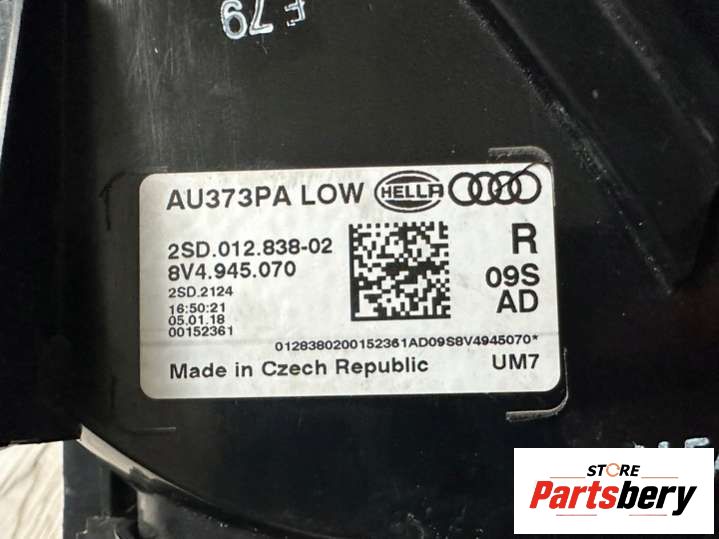 F 79
AU373PA LOW HELLA
2SD.012.838-02
8V4.945.070
2SD.2124
16:50:21
05.01.18
00152361
R
09S
AD
0128380200152361AD09S8V4945070*
Made in Czech Republic UM7
STORE
Partsbery